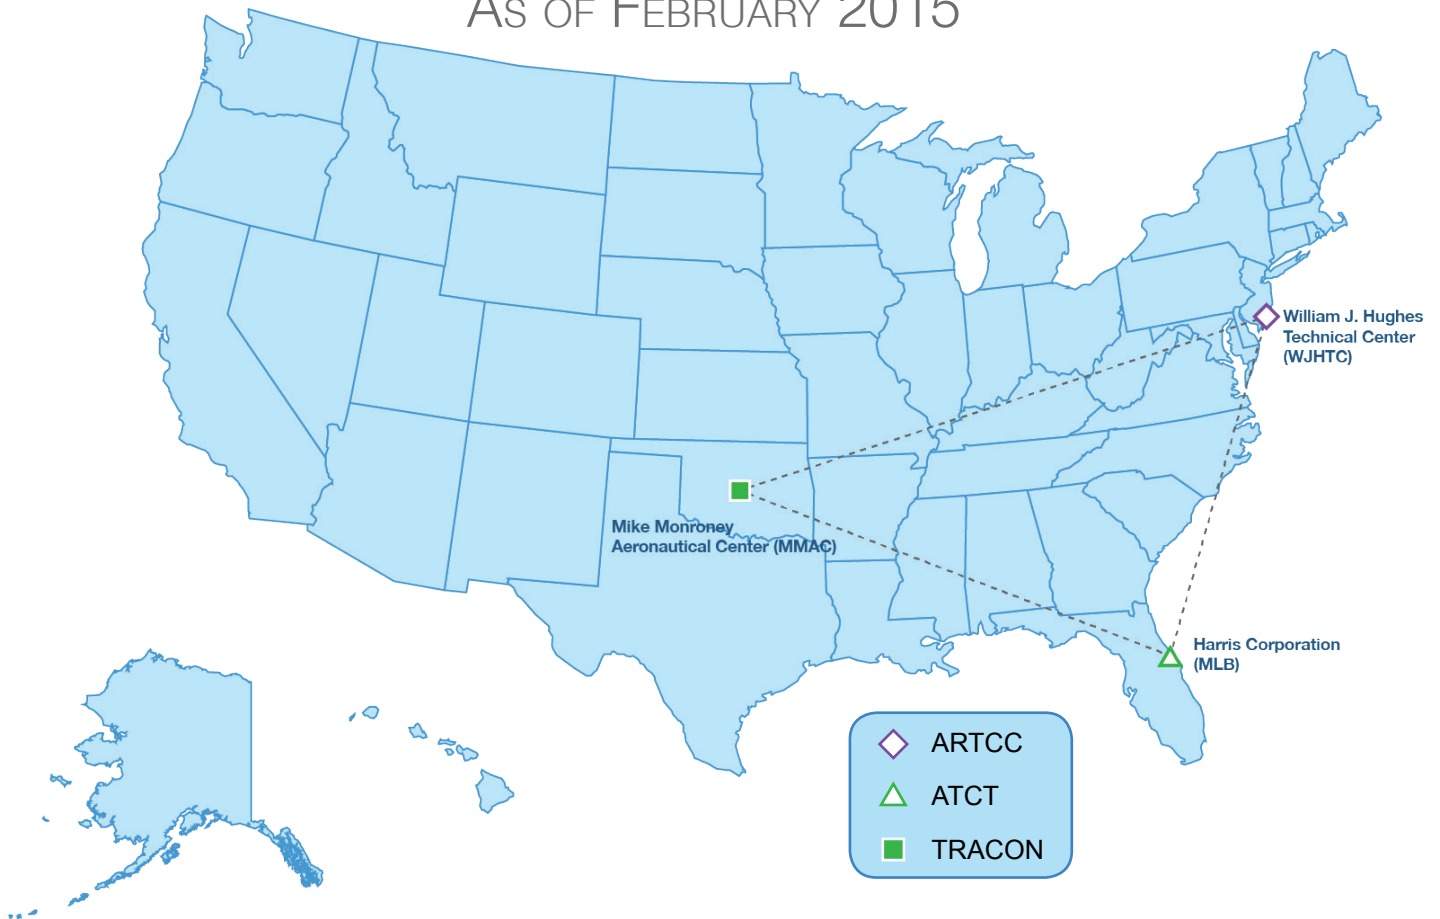 As of February 2015
William J. Hughes
Technical Center
(WJHTC)
Mike Monroney
Aeronautical Center (MMAC)
Harris Corporation
(MLB)
ARTCC
ATCT
TRACON